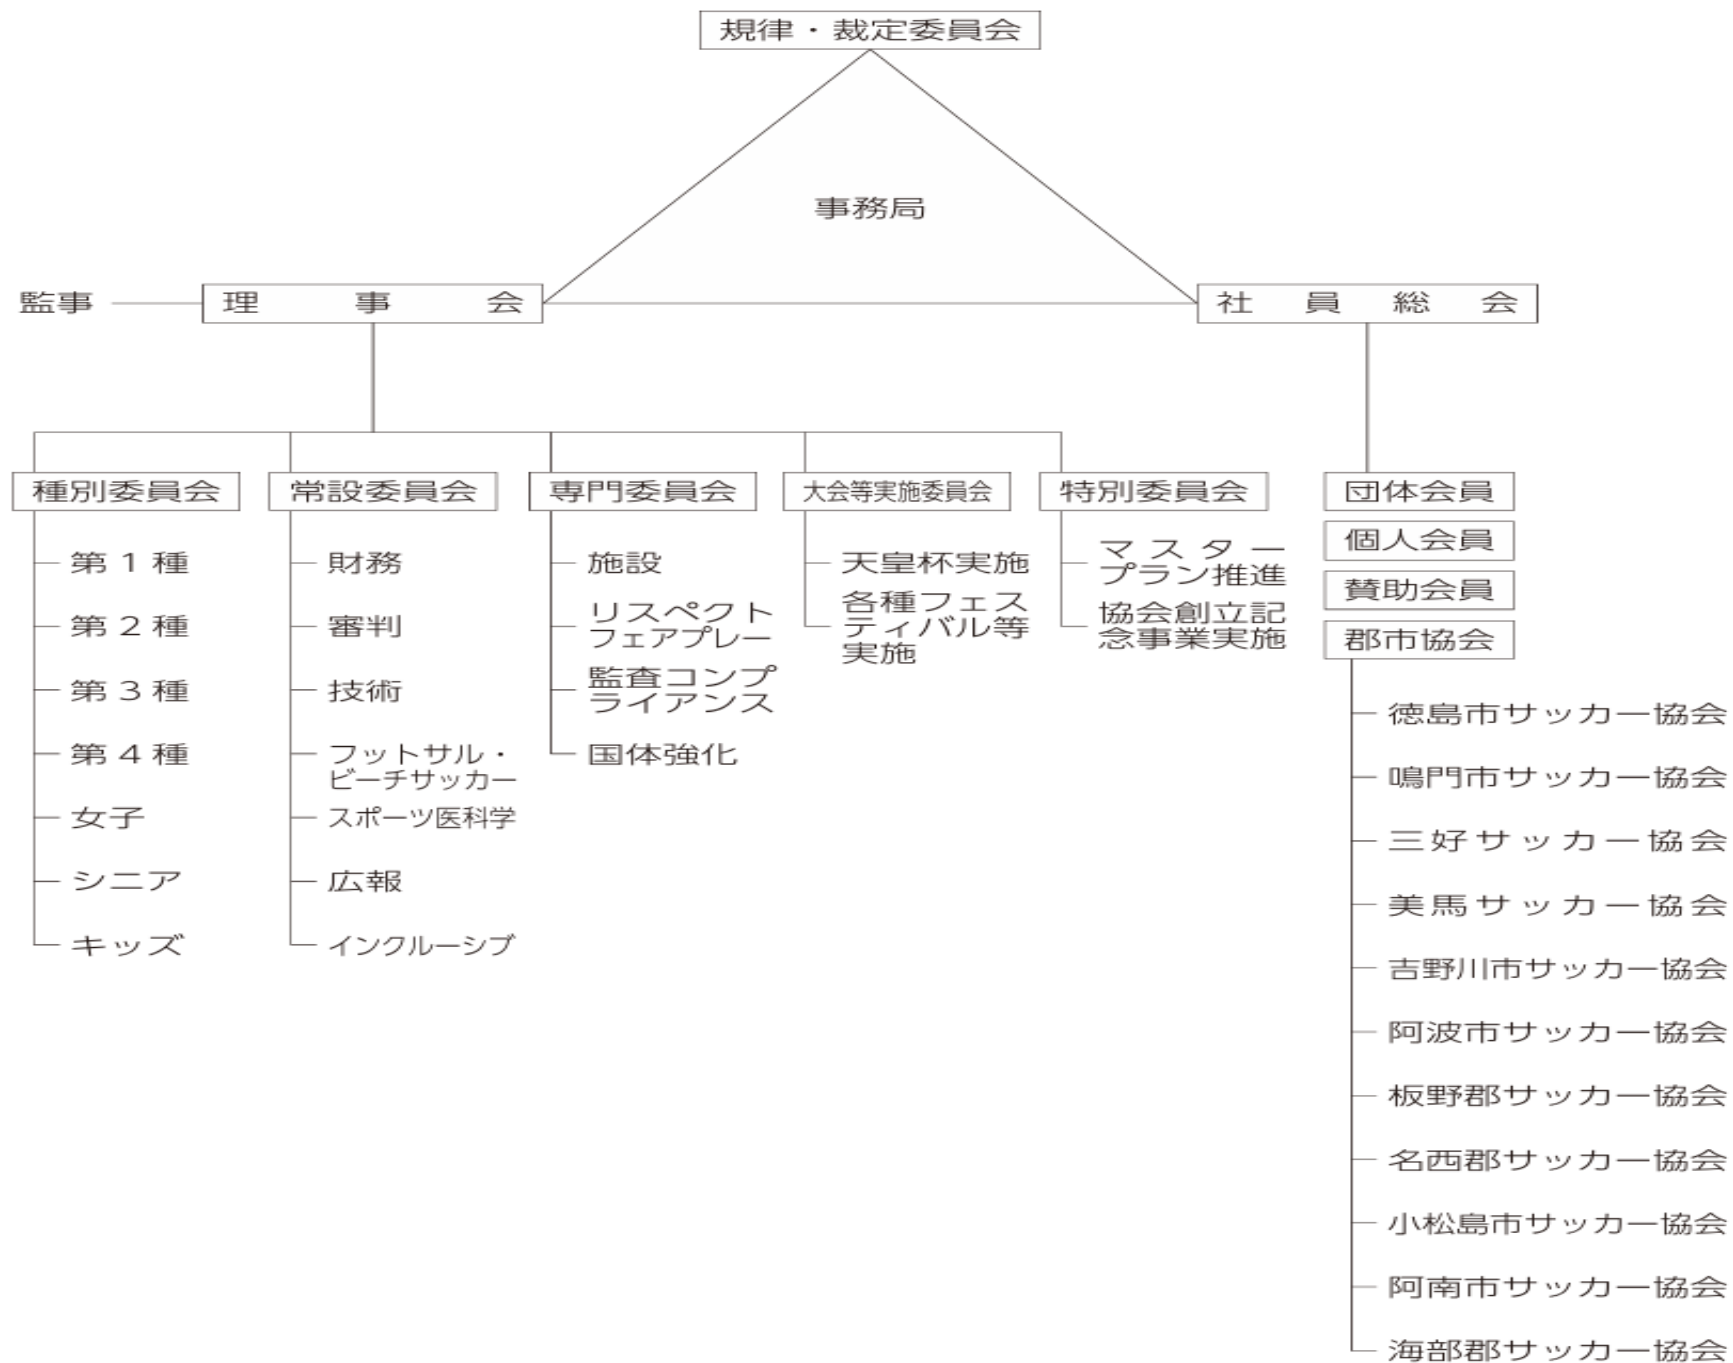 規律・裁定委員会
事務局
監事
理事会
社員総会
種別委員会
第1種
第2種
第3種
第4種
女子
シニア
キッズ
常設委員会
財務
審判
技術
フットサル・
ビーチサッカー
スポーツ医科学
広報
インクルーシブ
専門委員会
施設
リスペクト
フェアプレー
監査コンプ
ライアンス
国体強化
大会等実施委員会
天皇杯実施
各種フェス
ティバル等
実施
特別委員会
マスター
プラン推進
協会創立記
念事業実施
団体会員
個人会員
賛助会員
郡市協会
徳島市サッカー協会
鳴門市サッカー協会
三好サッカー協会
美馬サッカー協会
吉野川市サッカー協会
阿波市サッカー協会
板野郡サッカー協会
名西郡サッカー協会
小松島市サッカー協会
阿南市サッカー協会
海部郡サッカー協会